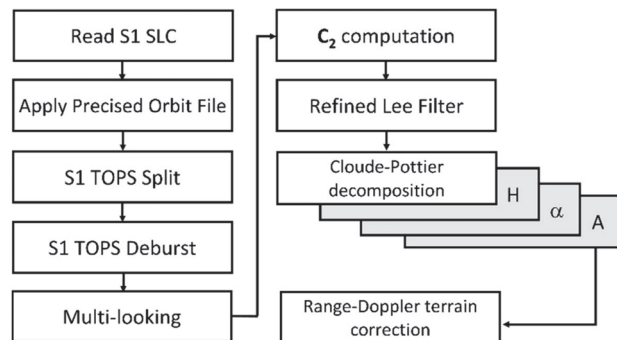 Read S1 SLC
Apply Precised Orbit File
S1 TOPS Split
S1 TOPS Deburst
Multi-looking
C₂ computation
Refined Lee Filter
Cloude-Pottier
decomposition
H
α
A
Range-Doppler terrain
correction